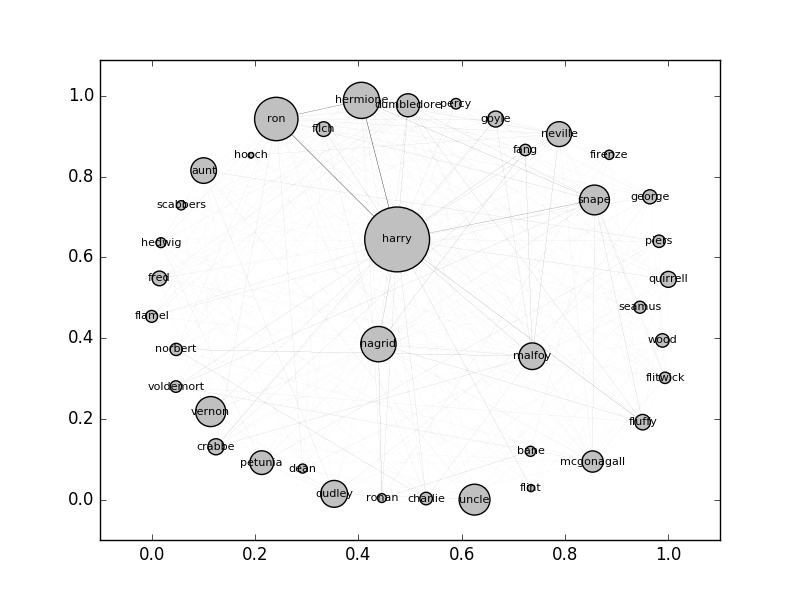 1.0
0.8
0.6
0.4
0.2
0.0
0.0
0.2
0.4
0.6
0.8
1.0
hermione
dumbledore
percy
ron
filch
goyle
neville
hooch
fang
firenze
aunt
scabbers
snape
george
hedwig
harry
piers
fred
quirrell
flamel
seamus
norbert
hagrid
malfoy
wood
voldemort
flitwick
vernon
fluffy
crabbe
bane
petunia
dean
mcgonagall
dudley
ronan
charlie
uncle
flint